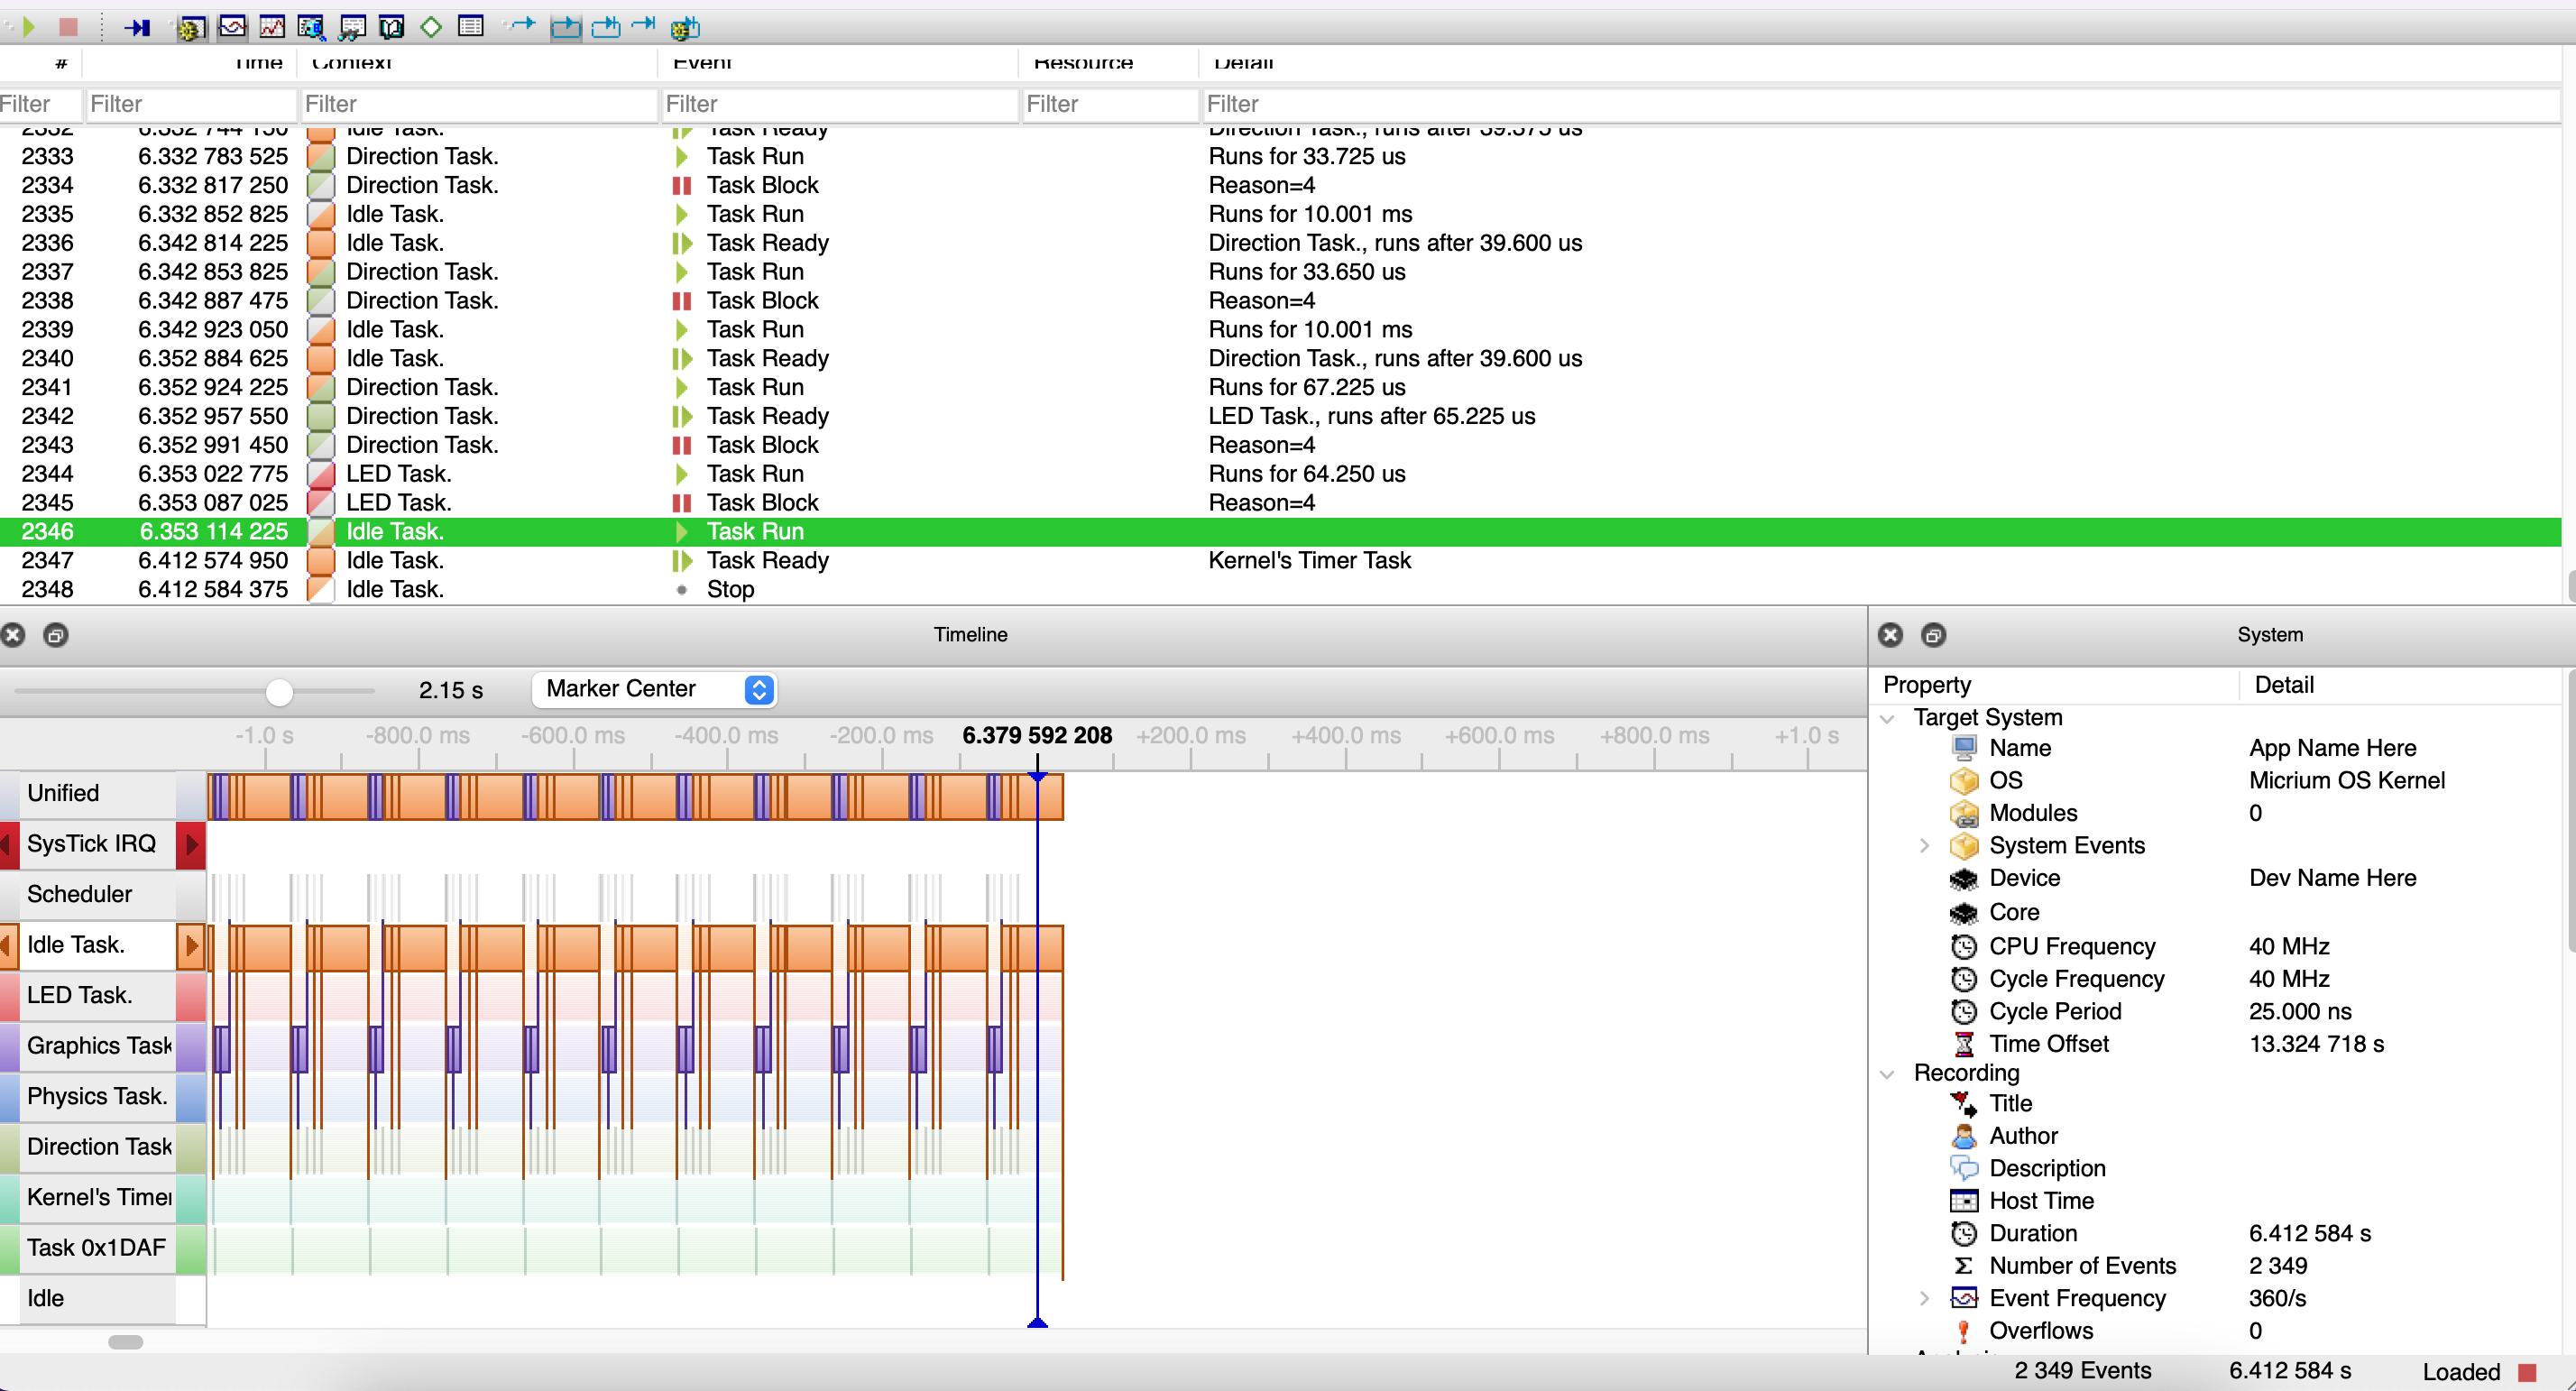 # Time Context Event Resource Detail
Filter Filter Filter Filter Filter Filter
2332 6.332 744 150 Idle Task. Task Ready Direction Task., runs after 39.375 us
2333 6.332 783 525 Direction Task. Task Run Runs for 33.725 us
2334 6.332 817 250 Direction Task. Task Block Reason=4
2335 6.332 852 825 Idle Task. Task Run Runs for 10.001 ms
2336 6.342 814 225 Idle Task. Task Ready Direction Task., runs after 39.600 us
2337 6.342 853 825 Direction Task. Task Run Runs for 33.650 us
2338 6.342 887 475 Direction Task. Task Block Reason=4
2339 6.342 923 050 Idle Task. Task Run Runs for 10.001 ms
2340 6.352 884 625 Idle Task. Task Ready Direction Task., runs after 39.600 us
2341 6.352 924 225 Direction Task. Task Run Runs for 67.225 us
2342 6.352 957 550 Direction Task. Task Ready LED Task., runs after 65.225 us
2343 6.352 991 450 Direction Task. Task Block Reason=4
2344 6.353 022 775 LED Task. Task Run Runs for 64.250 us
2345 6.353 087 025 LED Task. Task Block Reason=4
2346 6.353 114 225 Idle Task. Task Run
2347 6.412 574 950 Idle Task. Task Ready Kernel's Timer Task
2348 6.412 584 375 Idle Task. Stop
Timeline
2.15 s Marker Center
-1.0 s -800.0 ms -600.0 ms -400.0 ms -200.0 ms 6.379 592 208 +200.0 ms +400.0 ms +600.0 ms +800.0 ms +1.0 s
Unified
SysTick IRQ
Scheduler
Idle Task.
LED Task.
Graphics Task
Physics Task.
Direction Task
Kernel's Timer
Task 0x1DAF
Idle
System
Property Detail
Target System
Name App Name Here
OS Micrium OS Kernel
Modules 0
System Events
Device Dev Name Here
Core
CPU Frequency 40 MHz
Cycle Frequency 40 MHz
Cycle Period 25.000 ns
Time Offset 13.324 718 s
Recording
Title
Author
Description
Host Time
Duration 6.412 584 s
Number of Events 2 349
Event Frequency 360/s
Overflows 0
2 349 Events 6.412 584 s Loaded